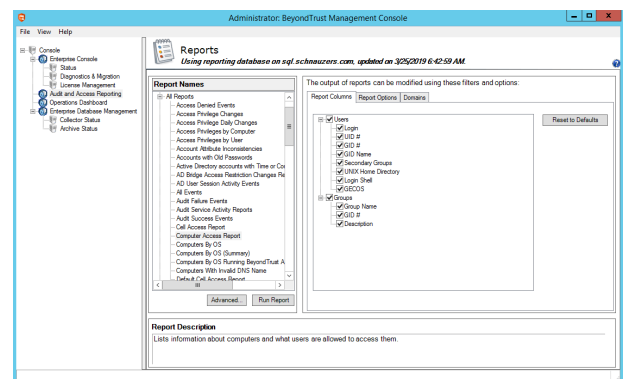 Administrator: BeyondTrust Management Console
File View Help
Console
Enterprise Console
Status
Diagnostics & Migration
License Management
Audit and Access Reporting
Operations Dashboard
Enterprise Database Management
Collector Status
Archive Status
Reports
Using reporting database on sql.schnauzers.com, updated on 3/25/2019 6:42:59 AM.
Report Names
All Reports
Access Denied Events
Access Privilege Changes
Access Privilege Daily Changes
Access Privileges by Computer
Access Privileges by User
Account Attribute Inconsistencies
Accounts with Old Passwords
Active Directory accounts with Time or Co
AD Bridge Access Restriction Changes Re
AD User Session Activity Events
All Events
Audit Failure Events
Audit Service Activity Reports
Audit Success Events
Cell Access Report
Computer Access Report
Computers By OS
Computers By OS (Summary)
Computers By OS Running BeyondTrust A
Computers With Invalid DNS Name
Default Cell Access Report
Advanced... Run Report
The output of reports can be modified using these filters and options:
Report Columns Report Options Domains
Users
Login
UID #
GID #
GID Name
Secondary Groups
UNIX Home Directory
Login Shell
GECOS
Groups
Group Name
GID #
Description
Reset to Defaults
Report Description
Lists information about computers and what users are allowed to access them.